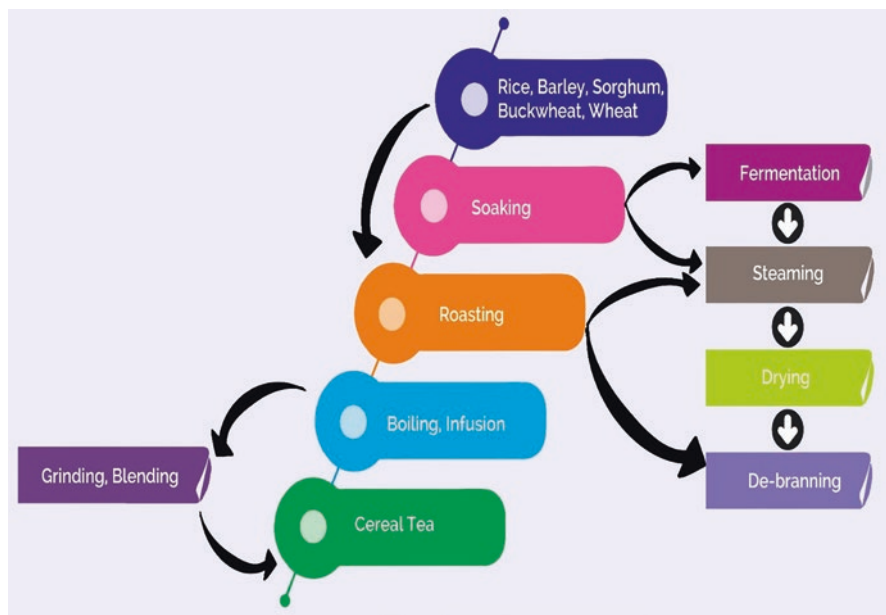 Rice, Barley, Sorghum,
Buckwheat, Wheat
Soaking
Roasting
Boiling, Infusion
Cereal Tea
Grinding, Blending
Fermentation
Steaming
Drying
De-branning